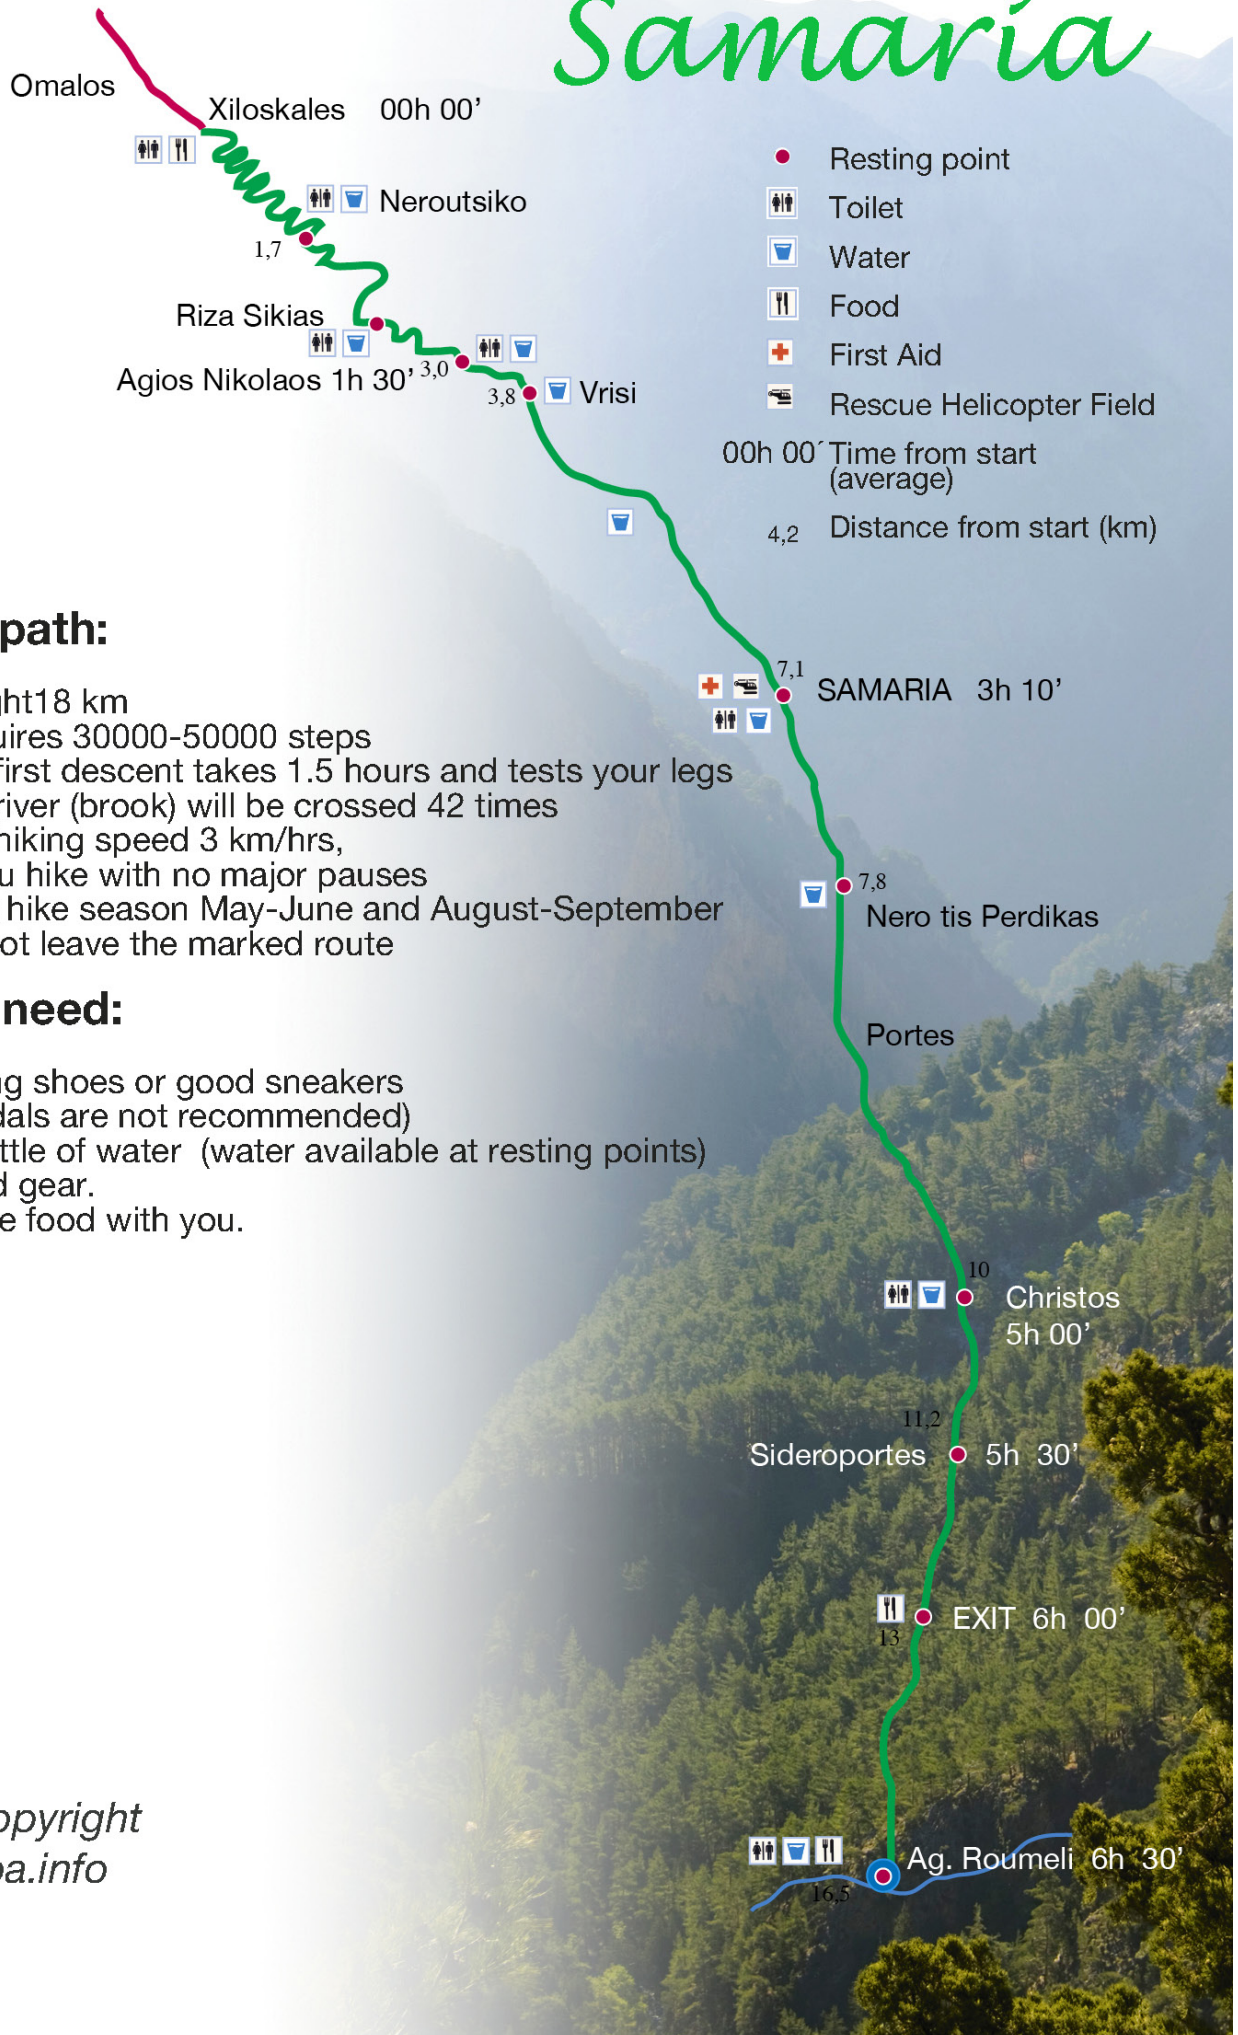 Samaria
Omalos
Xiloskales 00h 00’
Neroutsiko
1,7
Riza Sikias
Agios Nikolaos 1h 30’
3,0
3,8
Vrisi
Resting point
Toilet
Water
Food
First Aid
Rescue Helicopter Field
00h 00´ Time from start
(average)
4,2 Distance from start (km)
path:
ght18 km
uires 30000-50000 steps
first descent takes 1.5 hours and tests your legs
river (brook) will be crossed 42 times
hiking speed 3 km/hrs,
u hike with no major pauses
hike season May-June and August-September
ot leave the marked route
need:
ng shoes or good sneakers
dals are not recommended)
ttle of water (water available at resting points)
d gear.
e food with you.
7,1
SAMARIA 3h 10’
7,8
Nero tis Perdikas
Portes
10
Christos
5h 00’
11,2
Sideroportes 5h 30’
EXIT 6h 00’
13
Ag. Roumeli 6h 30’
16,5
opyright
oa.info